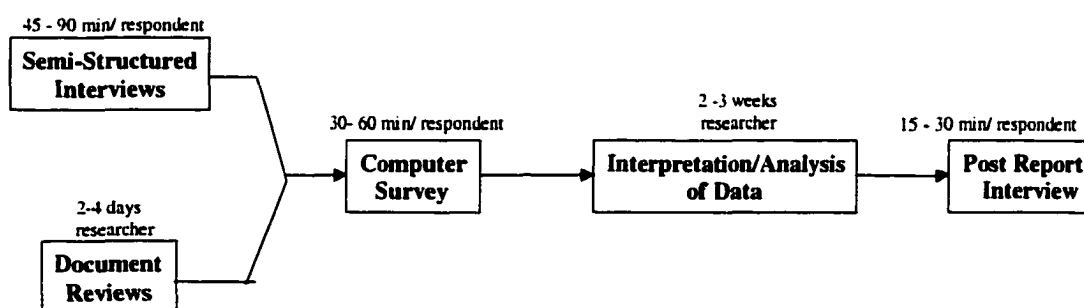 45 - 90 min/ respondent
Semi-Structured
Interviews
2-4 days
researcher
Document
Reviews
30- 60 min/ respondent
Computer
Survey
2 -3 weeks
researcher
Interpretation/Analysis
of Data
15 - 30 min/ respondent
Post Report
Interview